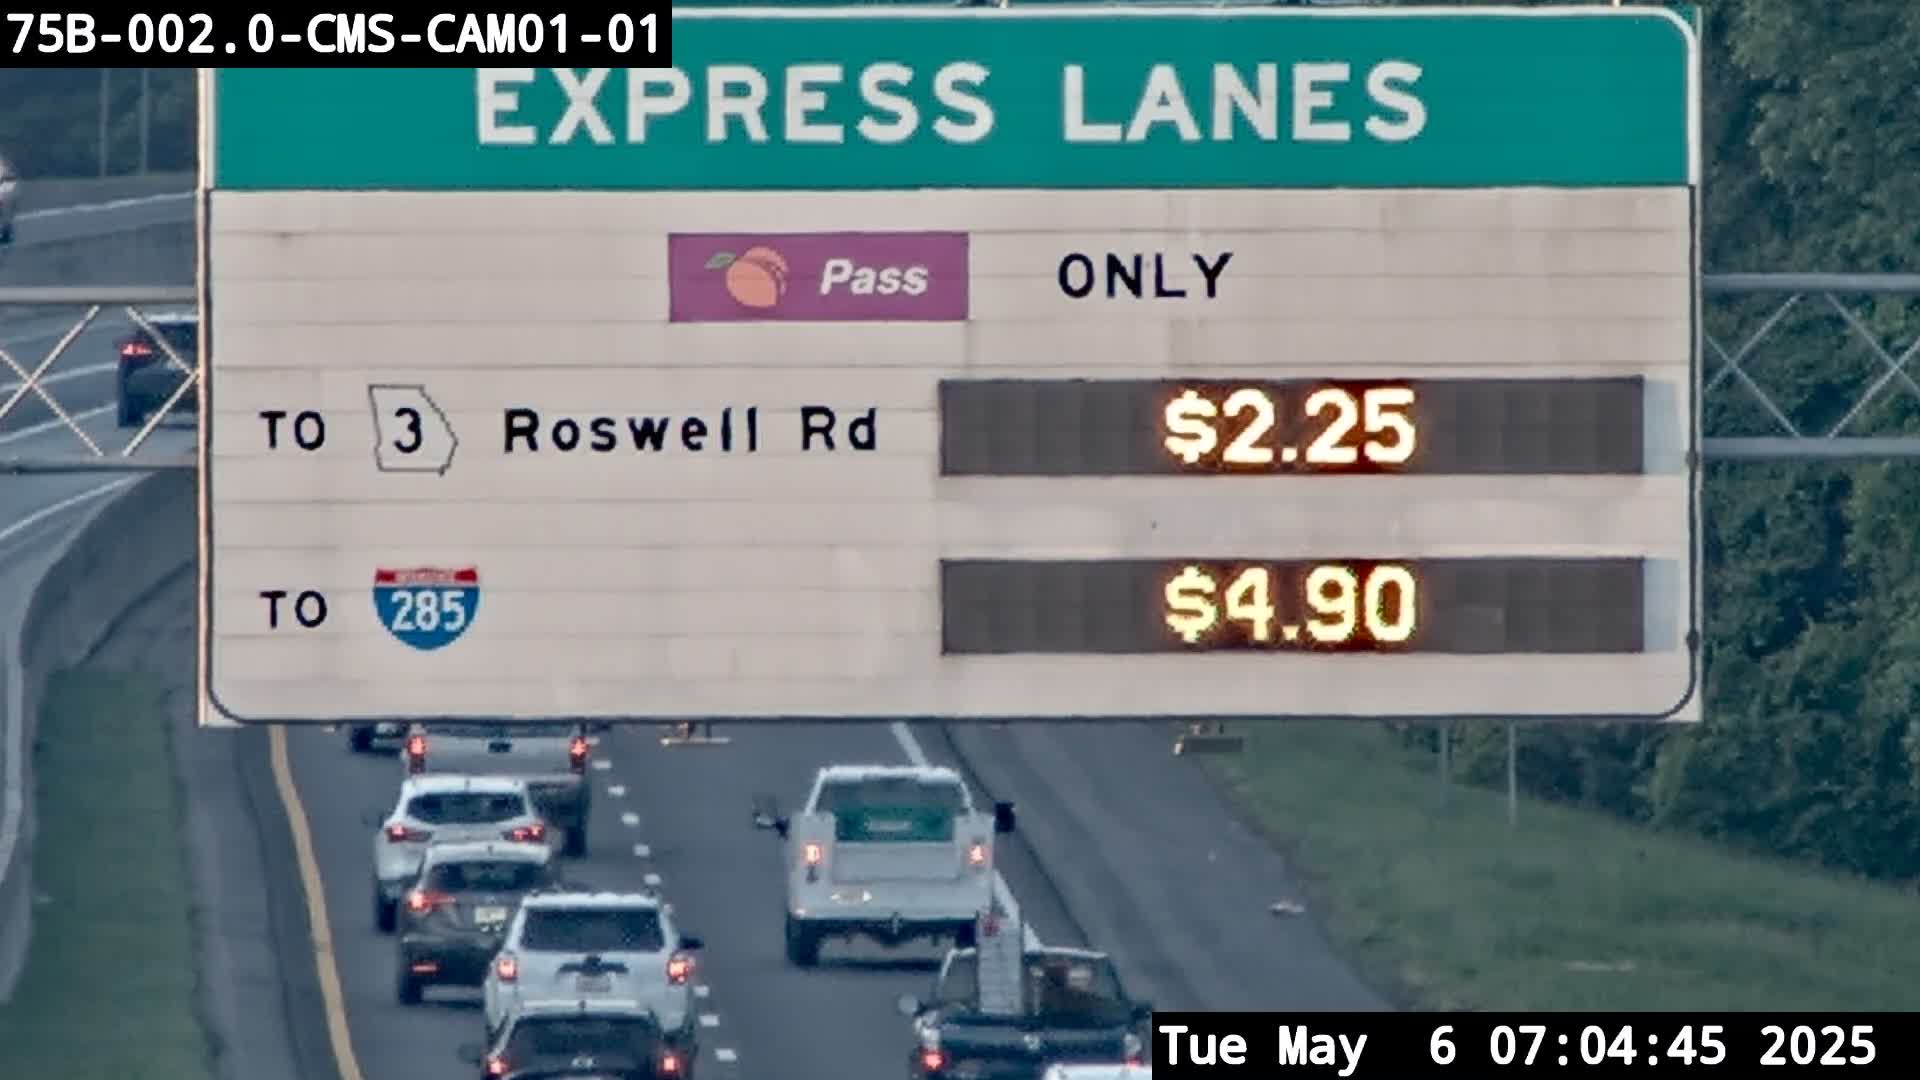 75B-002.0-CMS-CAM01-01
EXPRESS LANES
Pass ONLY
TO 3 Roswell Rd $2.25
TO 285 $4.90
Tue May 6 07:04:45 2025